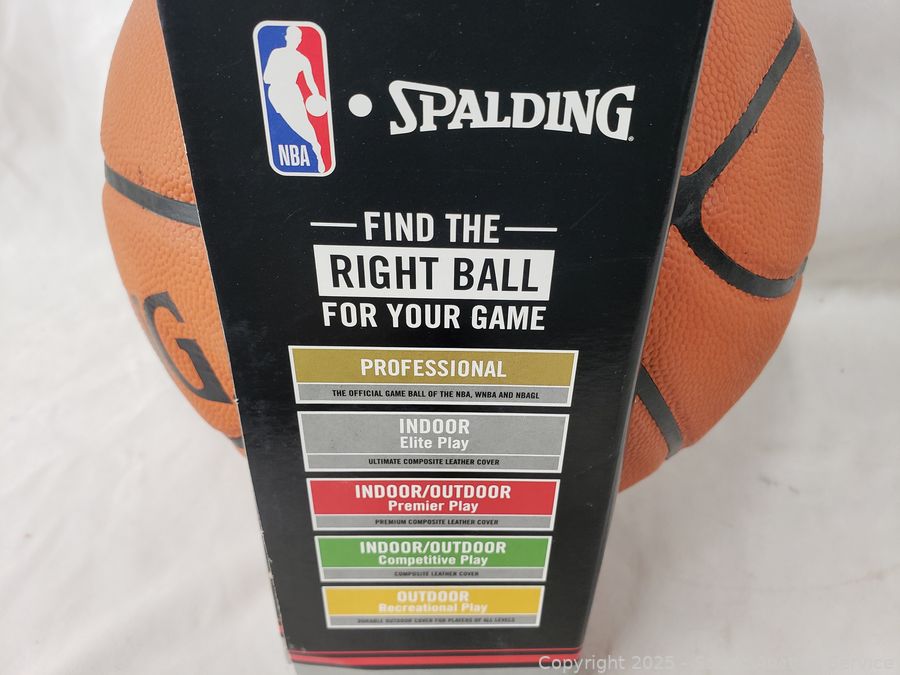 NBA
SPALDING
FIND THE
RIGHT BALL
FOR YOUR GAME
PROFESSIONAL
THE OFFICIAL GAME BALL OF THE NBA, WNBA AND NBAGL
INDOOR
Elite Play
ULTIMATE COMPOSITE LEATHER COVER
INDOOR/OUTDOOR
Premier Play
PREMIUM COMPOSITE LEATHER COVER
INDOOR/OUTDOOR
Competitive Play
COMPOSITE LEATHER COVER
OUTDOOR
Recreational Play
DURABLE OUTDOOR COVER FOR PLAYERS OF ALL LEVELS
G
Copyright 2025 -